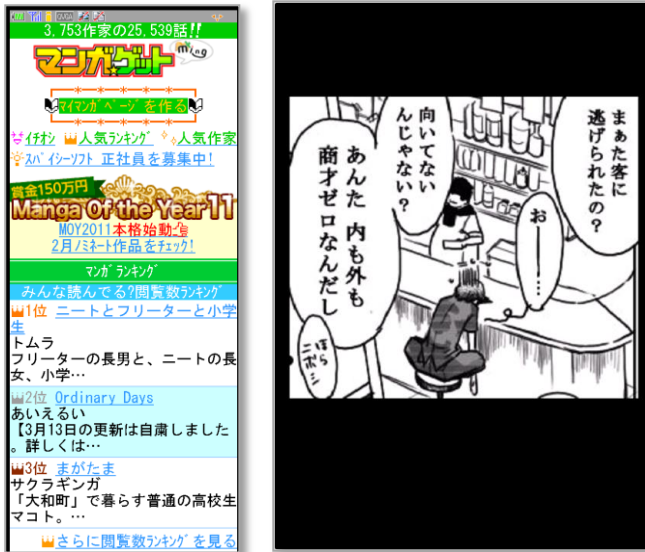 3,753作家の25,539話!!
マンガ★ゲット
ming
マイマンガページを作る
イチオシ 人気ランキング 人気作家
スパイシーソフト 正社員を募集中!
賞金150万円
Manga Of the Year11
MOY2011本格始動
2月ノミネート作品をチェック!
マンガランキング
みんな読んでる?閲覧数ランキング
1位 ニートとフリーターと小学
生
トムラ
フリーターの長男と、ニートの長
女、小学…
2位 Ordinary Days
あいえるい
【3月13日の更新は自粛しました
。詳しくは…
3位 まがたま
サクラギンガ
「大和町」で暮らす普通の高校生
マコト。…
さらに閲覧数ランキングを見る
まぁた客に
逃げられたの?
おー
向いてない
んじゃない?
あんた 内も外も
商才ゼロなんだし
ほら
ニボシ